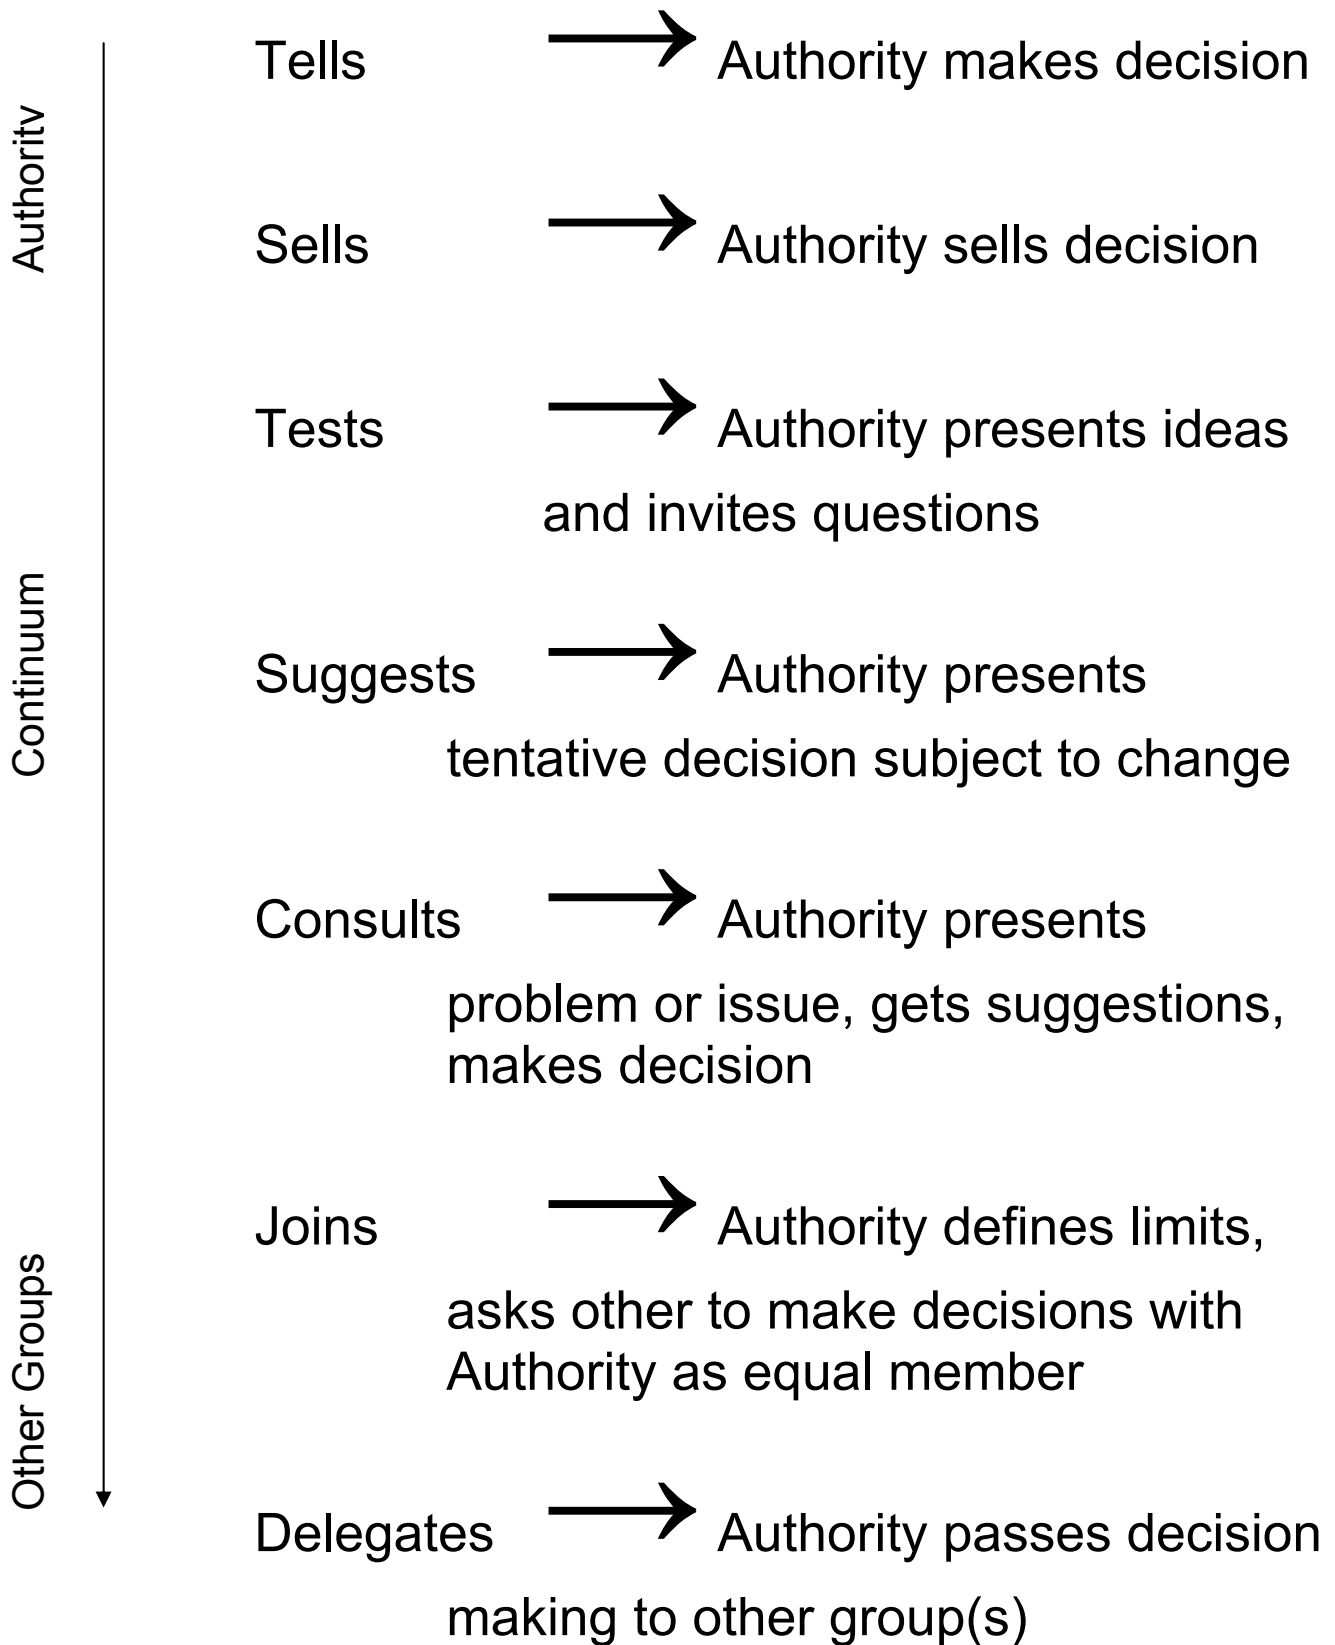 Tells → Authority makes decision
Sells → Authority sells decision
Tests → Authority presents ideas
and invites questions
Suggests → Authority presents
tentative decision subject to change
Consults → Authority presents
problem or issue, gets suggestions,
makes decision
Joins → Authority defines limits,
asks other to make decisions with
Authority as equal member
Delegates → Authority passes decision
making to other group(s)
Authority
Continuum
Other Groups